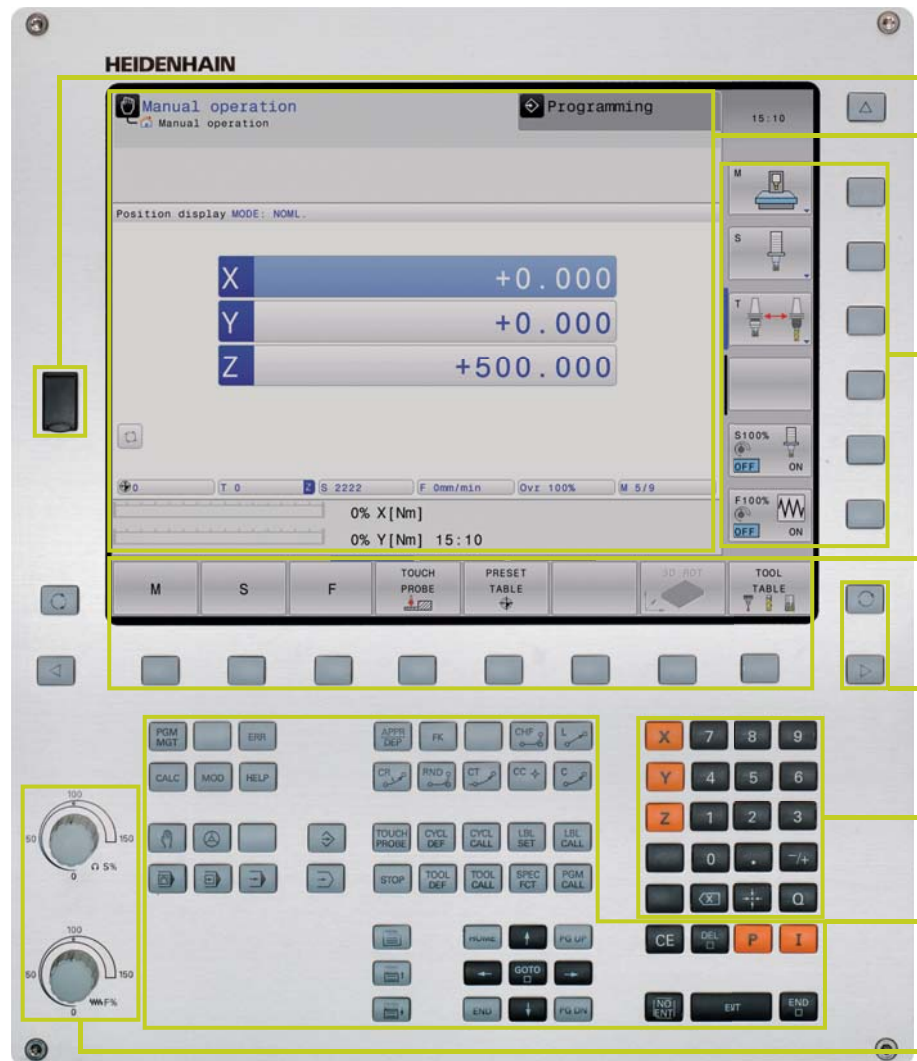 HEIDENHAIN
Manual operation
Programming
15:10
Manual operation
M
Position display MODE: NOML.
S
X +0.000
Y +0.000
T
Z +500.000
S100%
OFF ON
0 T 0 Z S 2222 F 0mm/min Ovr 100% M 5/9
F100%
OFF ON
0% X[Nm]
0% Y[Nm] 15:10
M S F TOUCH PROBE PRESET TABLE 3D ROT TOOL TABLE
PGM MGT ERR APPR DEP FK CHF L X 7 8 9
CALC MOD HELP CR RND CT CC C Y 4 5 6
100
50 150
0
S%
Z 1 2 3
TOUCH PROBE CYCL DEF CYCL CALL LBL SET LBL CALL
0 . -/+
STOP TOOL DEF TOOL CALL SPEC FCT PGM CALL
X Q
100
50 150
0
F%
HOME PG UP CE DEL P I
GOTO
END PG DN NO ENT ENT END